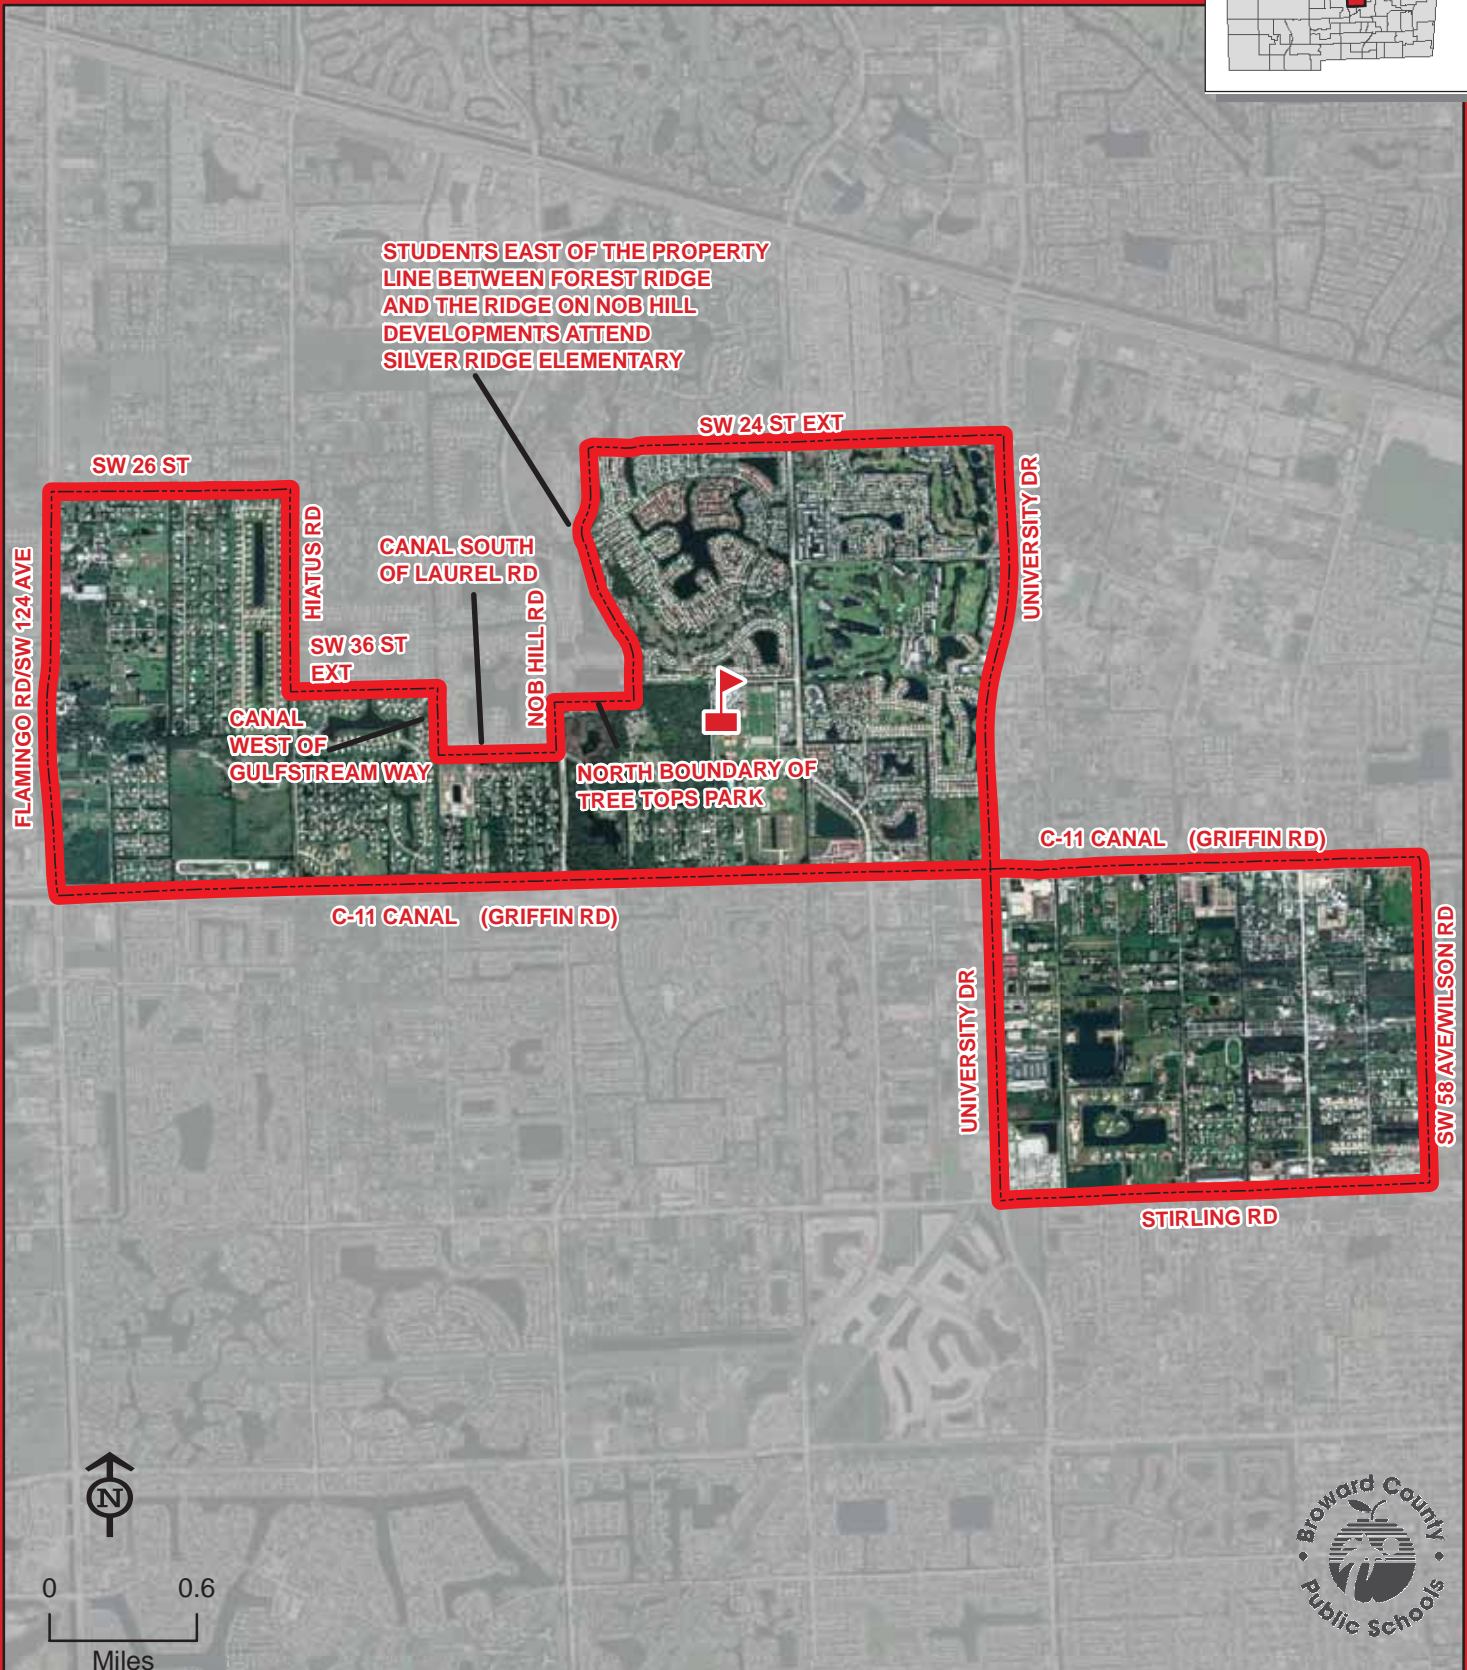 STUDENTS EAST OF THE PROPERTY
LINE BETWEEN FOREST RIDGE
AND THE RIDGE ON NOB HILL
DEVELOPMENTS ATTEND
SILVER RIDGE ELEMENTARY
SW 24 ST EXT
SW 26 ST
UNIVERSITY DR
HIATUS RD
CANAL SOUTH
OF LAUREL RD
FLAMINGO RD/SW 124 AVE
NOB HILL RD
SW 36 ST
EXT
CANAL
WEST OF
GULFSTREAM WAY
NORTH BOUNDARY OF
TREE TOPS PARK
C-11 CANAL (GRIFFIN RD)
C-11 CANAL (GRIFFIN RD)
UNIVERSITY DR
SW 58 AVE/WILSON RD
STIRLING RD
N
0 0.6
Miles
Broward County
Public Schools